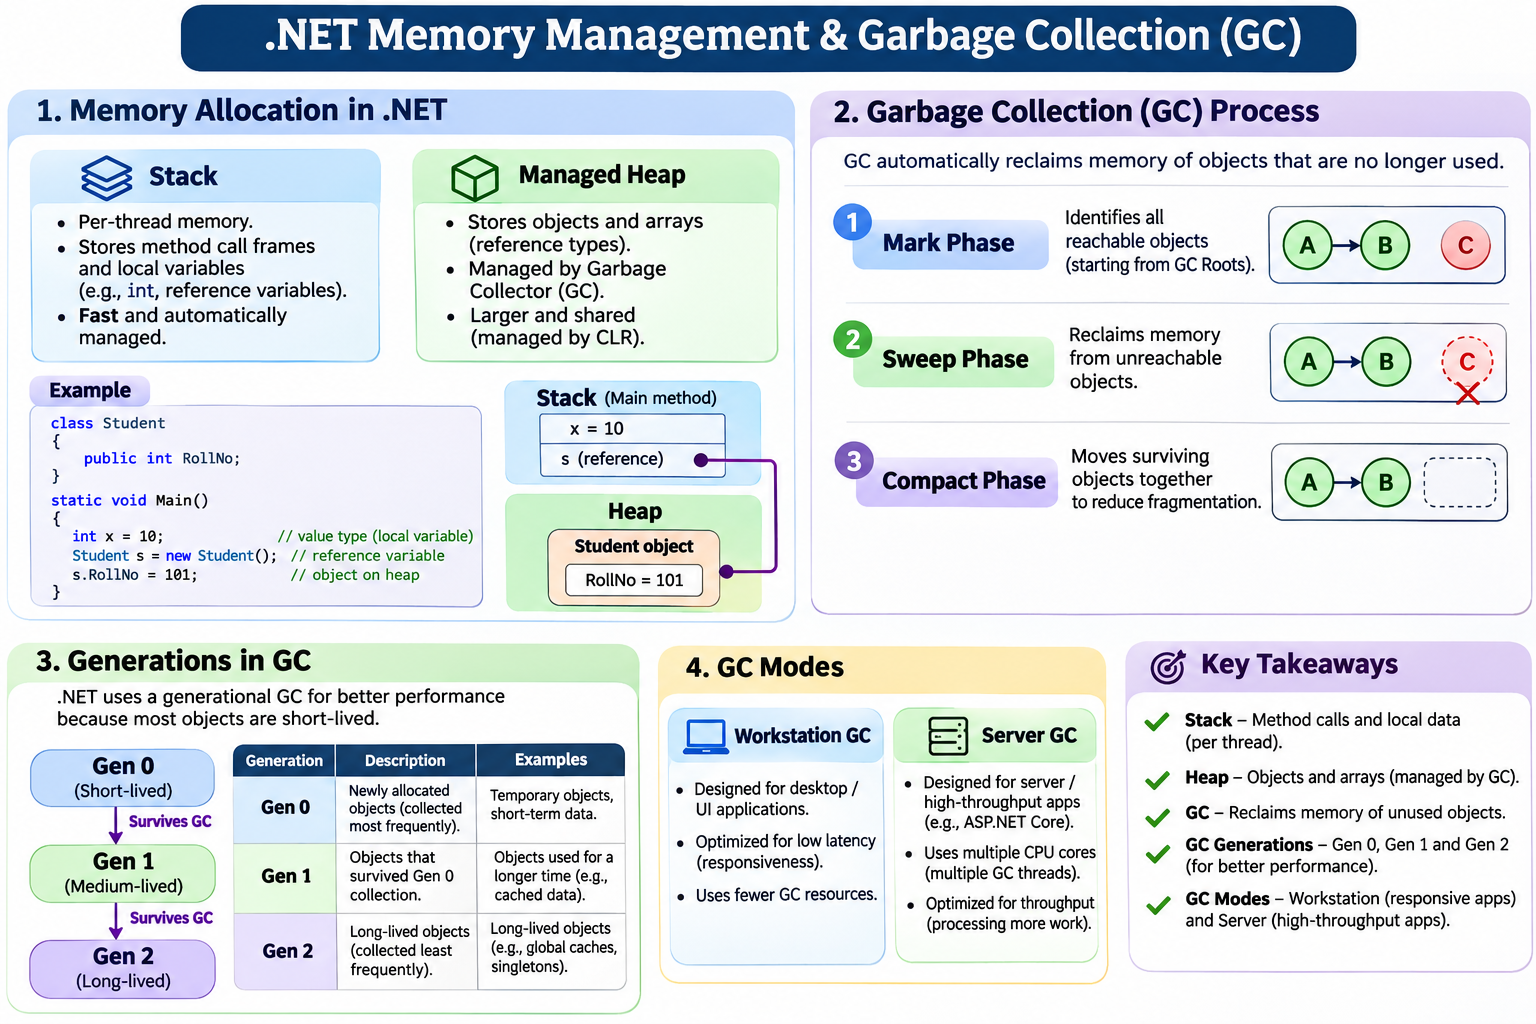 .NET Memory Management & Garbage Collection (GC)
1. Memory Allocation in .NET
Stack
• Per-thread memory.
• Stores method call frames
and local variables
(e.g., int, reference variables).
• Fast and automatically
managed.
Managed Heap
• Stores objects and arrays
(reference types).
• Managed by Garbage
Collector (GC).
• Larger and shared
(managed by CLR).
Example
class Student
{
public int RollNo;
}
static void Main()
{
int x = 10; // value type (local variable)
Student s = new Student(); // reference variable
s.RollNo = 101; // object on heap
}
Stack (Main method)
x = 10
s (reference)
Heap
Student object
RollNo = 101
2. Garbage Collection (GC) Process
GC automatically reclaims memory of objects that are no longer used.
1
Mark Phase
Identifies all
reachable objects
(starting from GC Roots).
A B C
2
Sweep Phase
Reclaims memory
from unreachable
objects.
A B C
3
Compact Phase
Moves surviving
objects together
to reduce fragmentation.
A B
3. Generations in GC
.NET uses a generational GC for better performance
because most objects are short-lived.
Gen 0
(Short-lived)
Survives GC
Gen 1
(Medium-lived)
Survives GC
Gen 2
(Long-lived)
Generation Description Examples
Gen 0
Newly allocated
objects (collected
most frequently).
Temporary objects,
short-term data.
Gen 1
Objects that
survived Gen 0
collection.
Objects used for a
longer time (e.g.,
cached data).
Gen 2
Long-lived objects
(collected least
frequently).
Long-lived objects
(e.g., global caches,
singletons).
4. GC Modes
Workstation GC
• Designed for desktop /
UI applications.
• Optimized for low latency
(responsiveness).
• Uses fewer GC resources.
Server GC
• Designed for server /
high-throughput apps
(e.g., ASP.NET Core).
• Uses multiple CPU cores
(multiple GC threads).
• Optimized for throughput
(processing more work).
Key Takeaways
Stack – Method calls and local data
(per thread).
Heap – Objects and arrays (managed by GC).
GC – Reclaims memory of unused objects.
GC Generations – Gen 0, Gen 1 and Gen 2
(for better performance).
GC Modes – Workstation (responsive apps)
and Server (high-throughput apps).